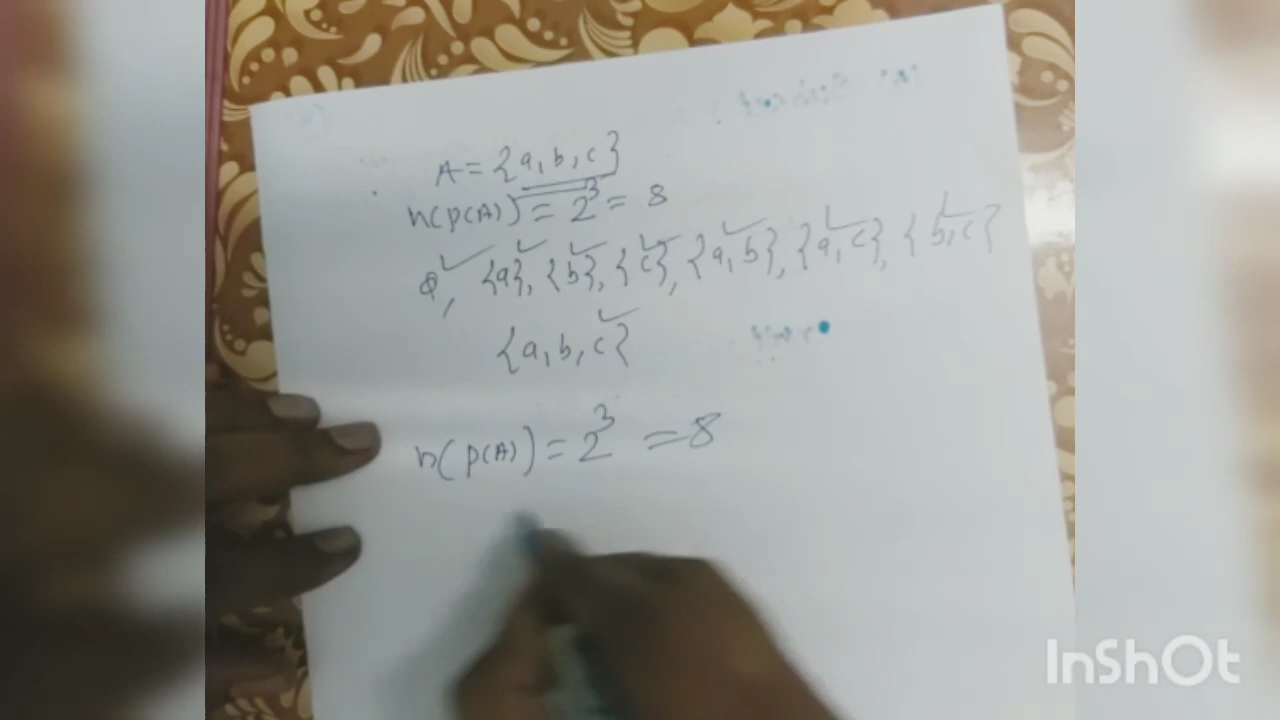 A = {a, b, c}
n(P(A)) = 2³ = 8
φ, {a}, {b}, {c}, {a, b}, {a, c}, {b, c}
{a, b, c}
n(P(A)) = 2³ = 8
InShOt